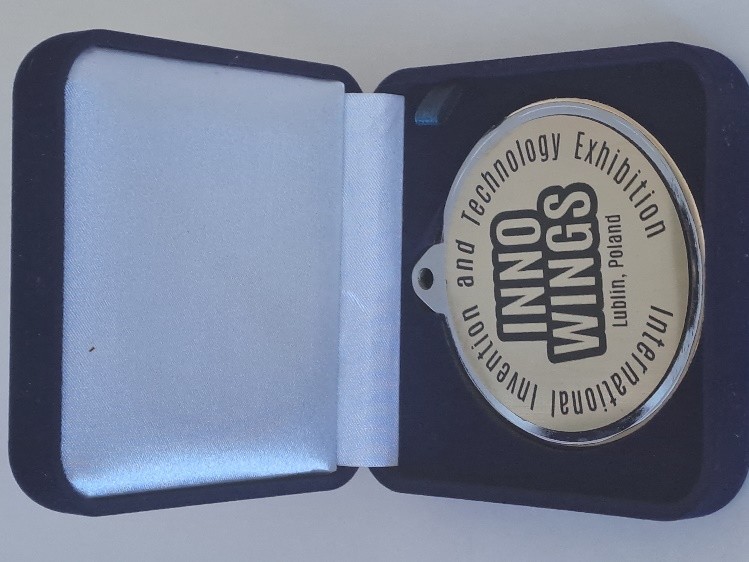 International Invention and Technology Exhibition
INNO
WINGS
Lublin, Poland